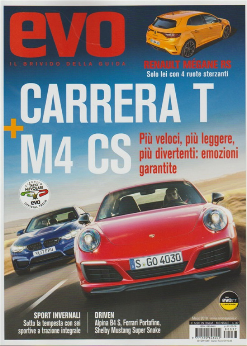 evo
IL BRIVIDO DELLA GUIDA
RENAULT MEGANE RS
Solo lei con 4 ruote sterzanti
CARRERA T
+
M4 CS
Più veloci, più leggere,
più divertenti: emozioni
garantite
S·GO 4030
SPORT INVERNALI
Sotto la tempesta con sei
sportive a trazione integrale
DRIVEN
Alpina B4 S, Ferrari Portofino,
Shelby Mustang Super Snake